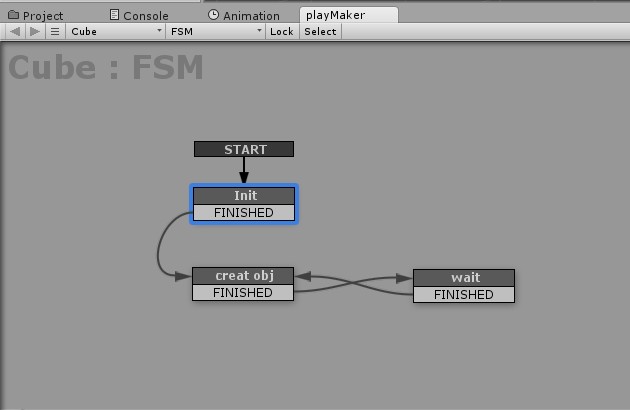 Project Console Animation playMaker
Cube FSM Lock Select
Cube : FSM
START
Init
FINISHED
creat obj
FINISHED
wait
FINISHED